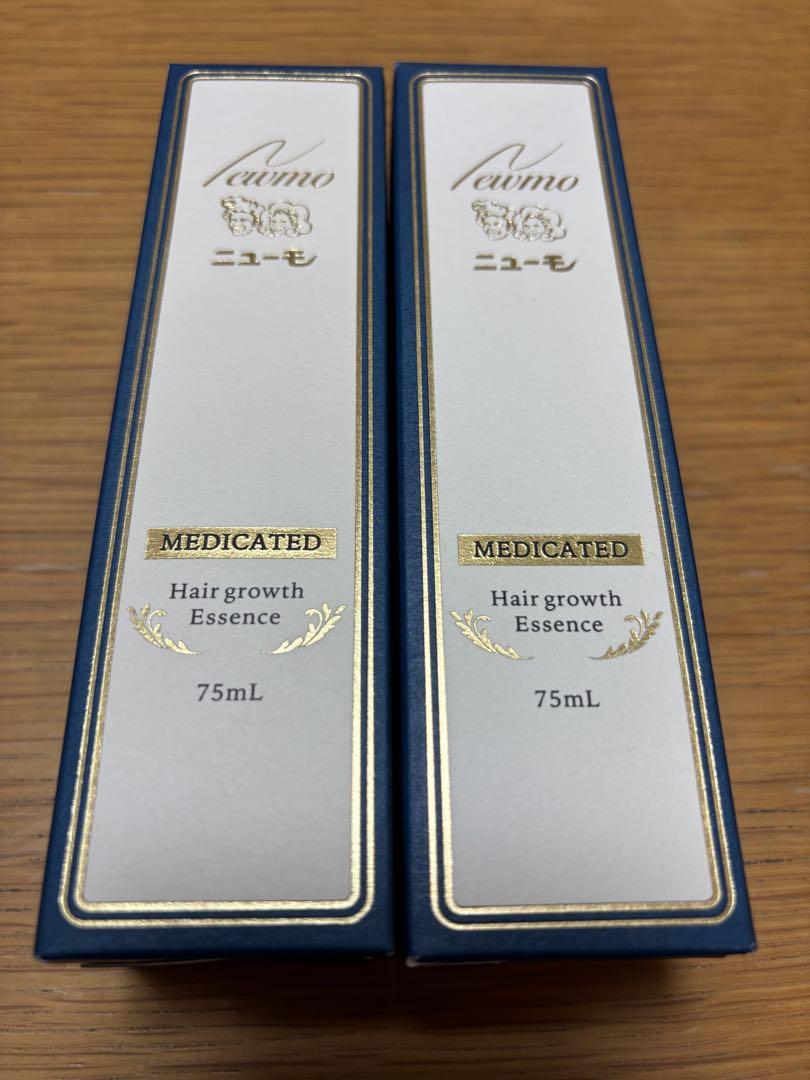 Newmo
ニューモ
MEDICATED
Hair growth
Essence
75mL
Newmo
ニューモ
MEDICATED
Hair growth
Essence
75mL